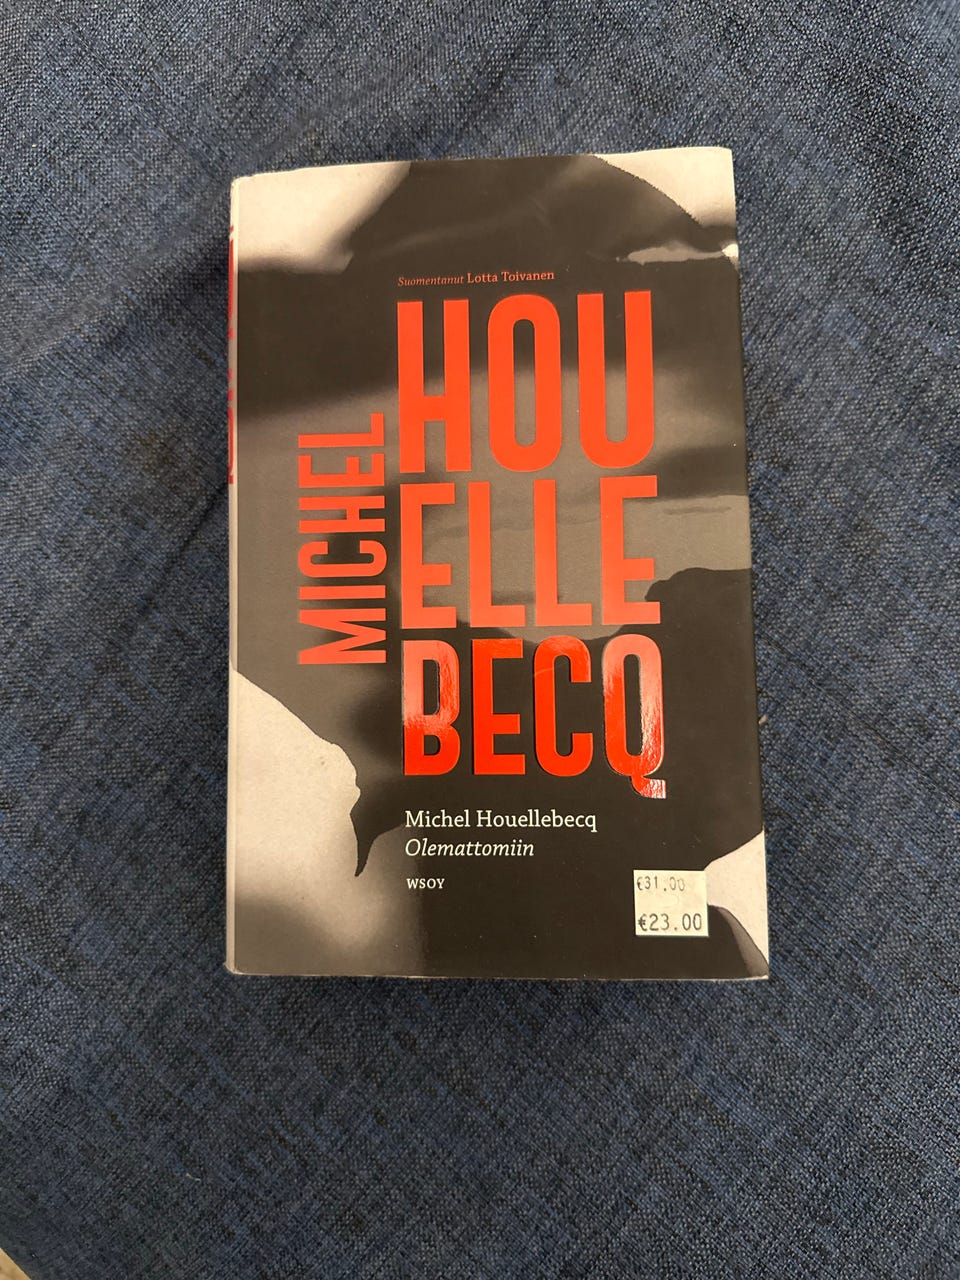 Suomentanut Lotta Toivanen
MICHEL
HOU
ELLE
BECQ
Michel Houellebecq
Olemattomiin
WSOY
€31.00
€23.00